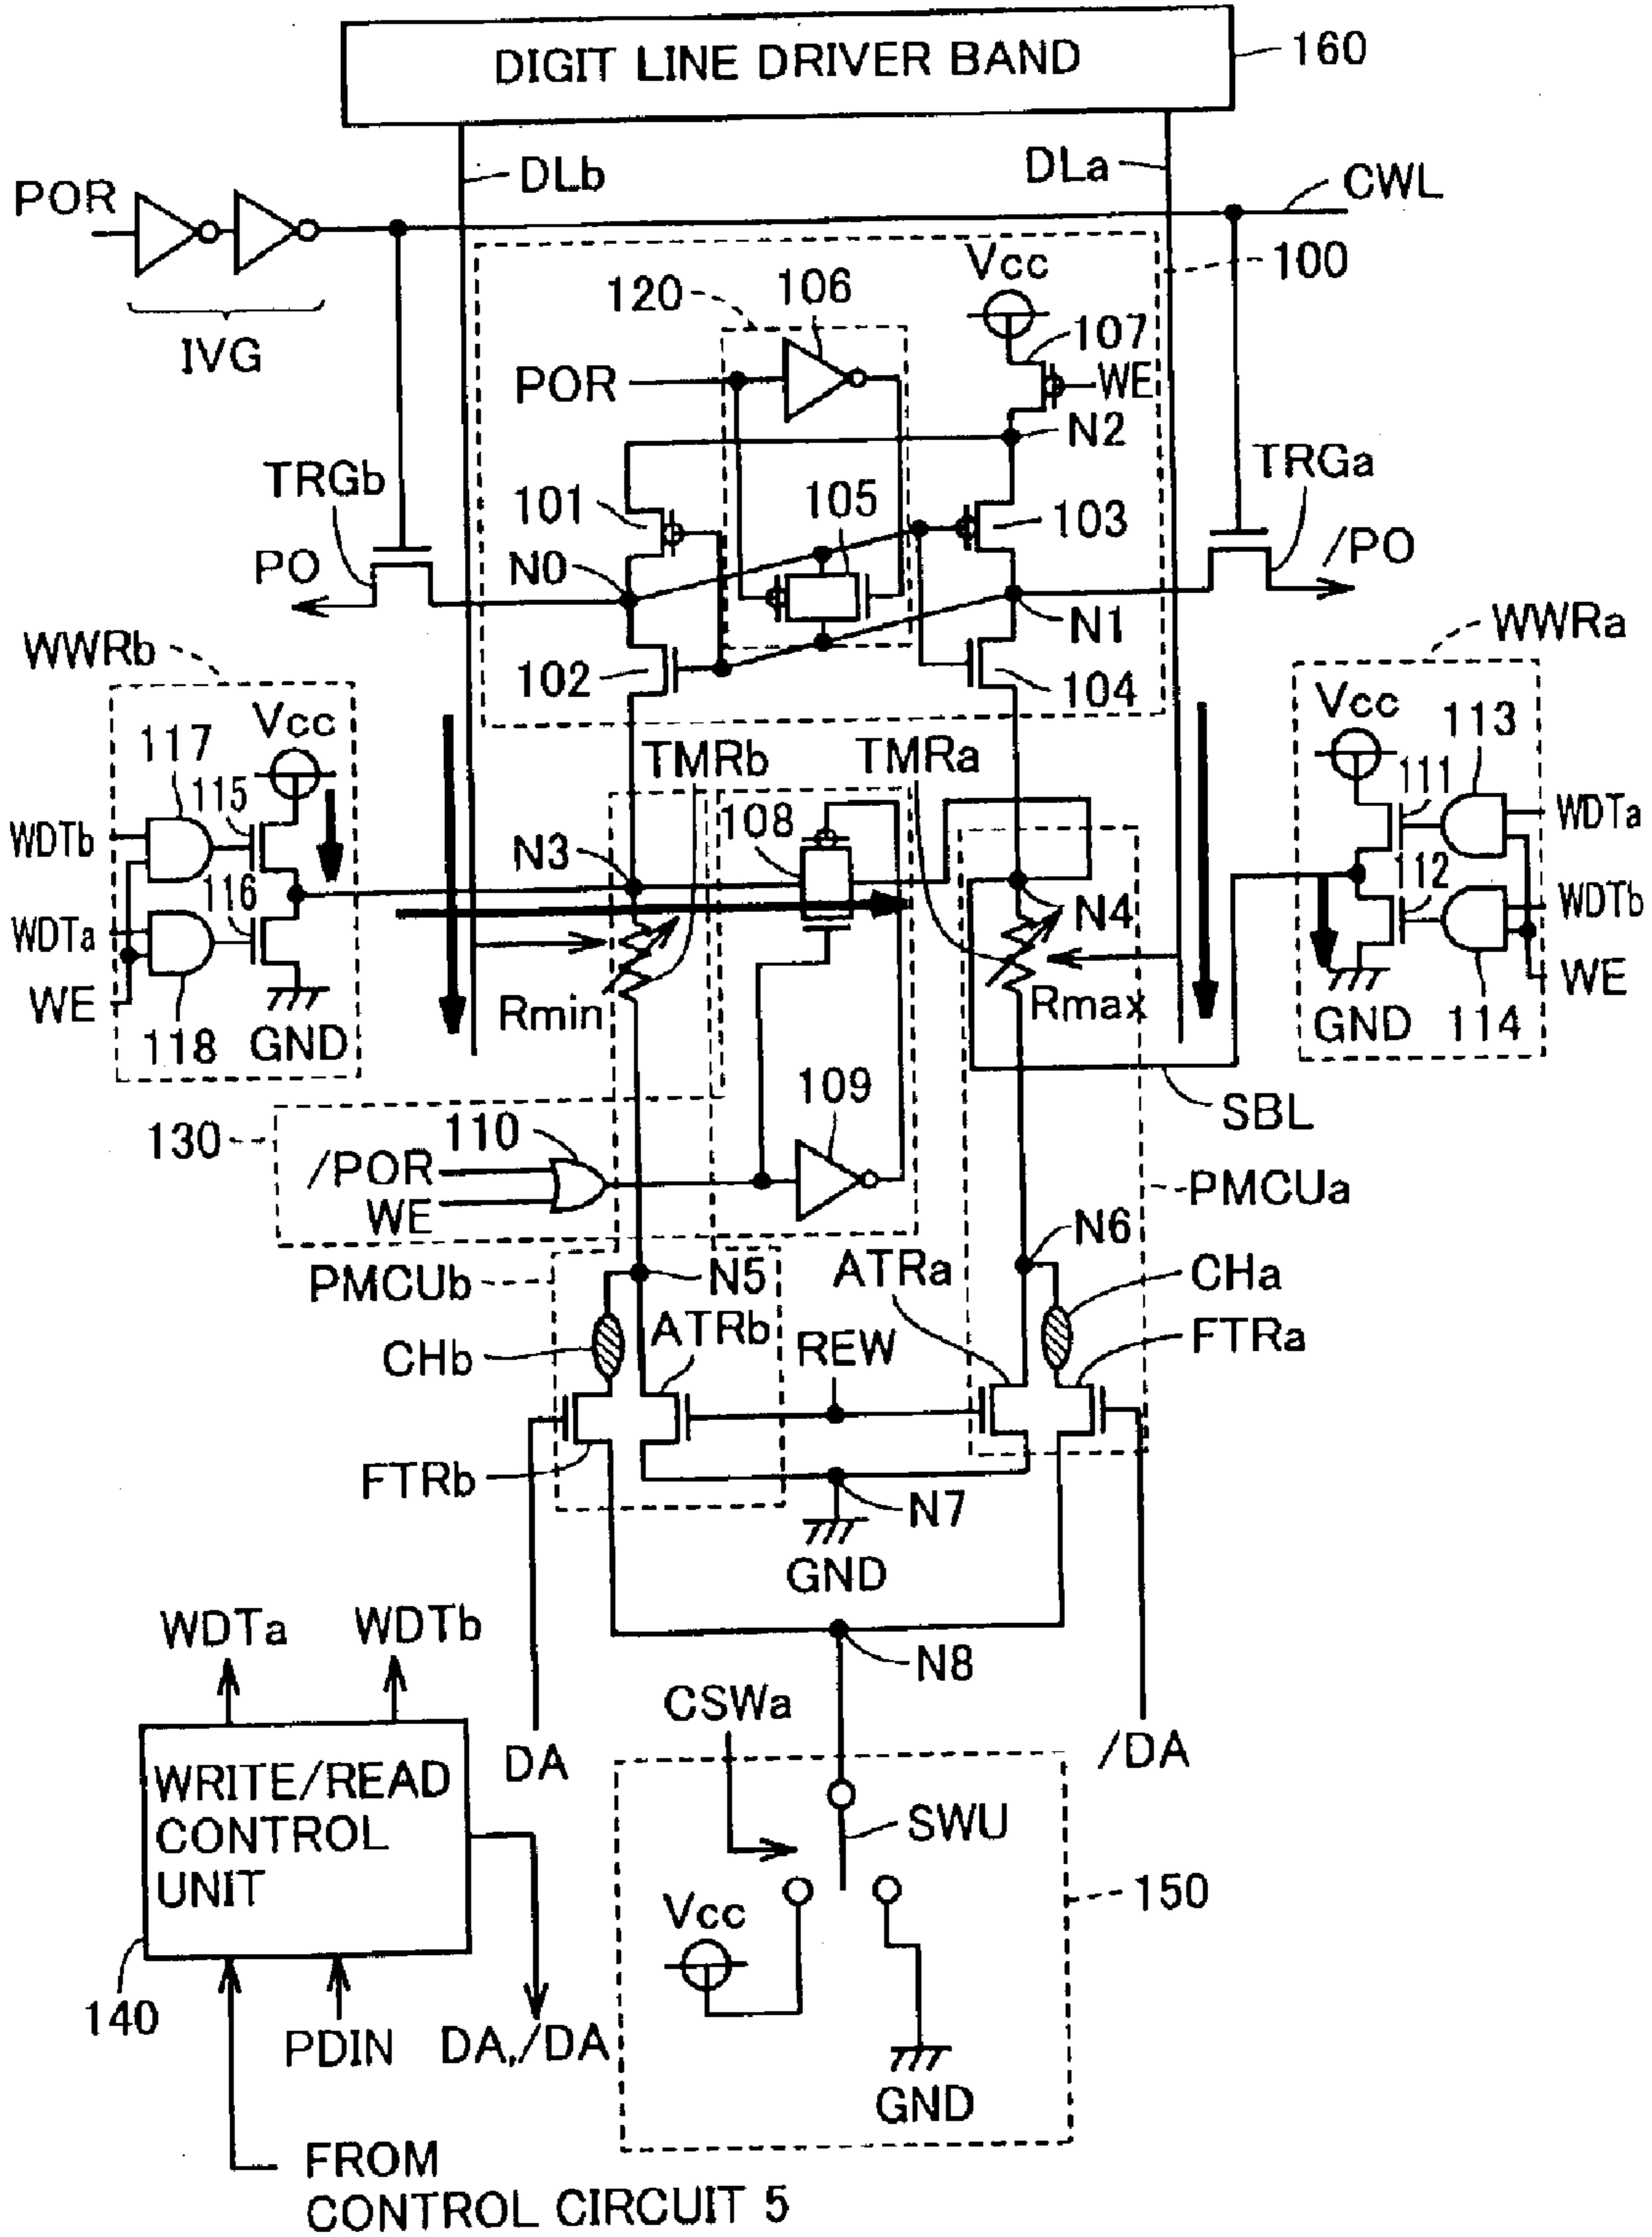 DIGIT LINE DRIVER BAND
160
DLb
DLa
CWL
POR
IVG
Vcc
100
120
106
107
POR
WE
N2
TRGb
TRGa
101
105
103
PO
N0
/PO
N1
WWRb
WWRa
102
104
Vcc
Vcc
117
113
TMRb
TMRa
115
111
108
WDTb
WDTa
N3
116
112
N4
WDTa
WDTb
WE
Rmin
Rmax
WE
118
GND
GND
114
109
SBL
130
110
/POR
WE
PMCUa
N6
PMCUb
N5
ATRa
CHa
ATRb
CHb
REW
FTRa
FTRb
N7
GND
WDTa
WDTb
N8
CSWa
DA
/DA
WRITE/READ
CONTROL
UNIT
SWU
150
Vcc
140
PDIN
DA,/DA
GND
FROM
CONTROL CIRCUIT 5